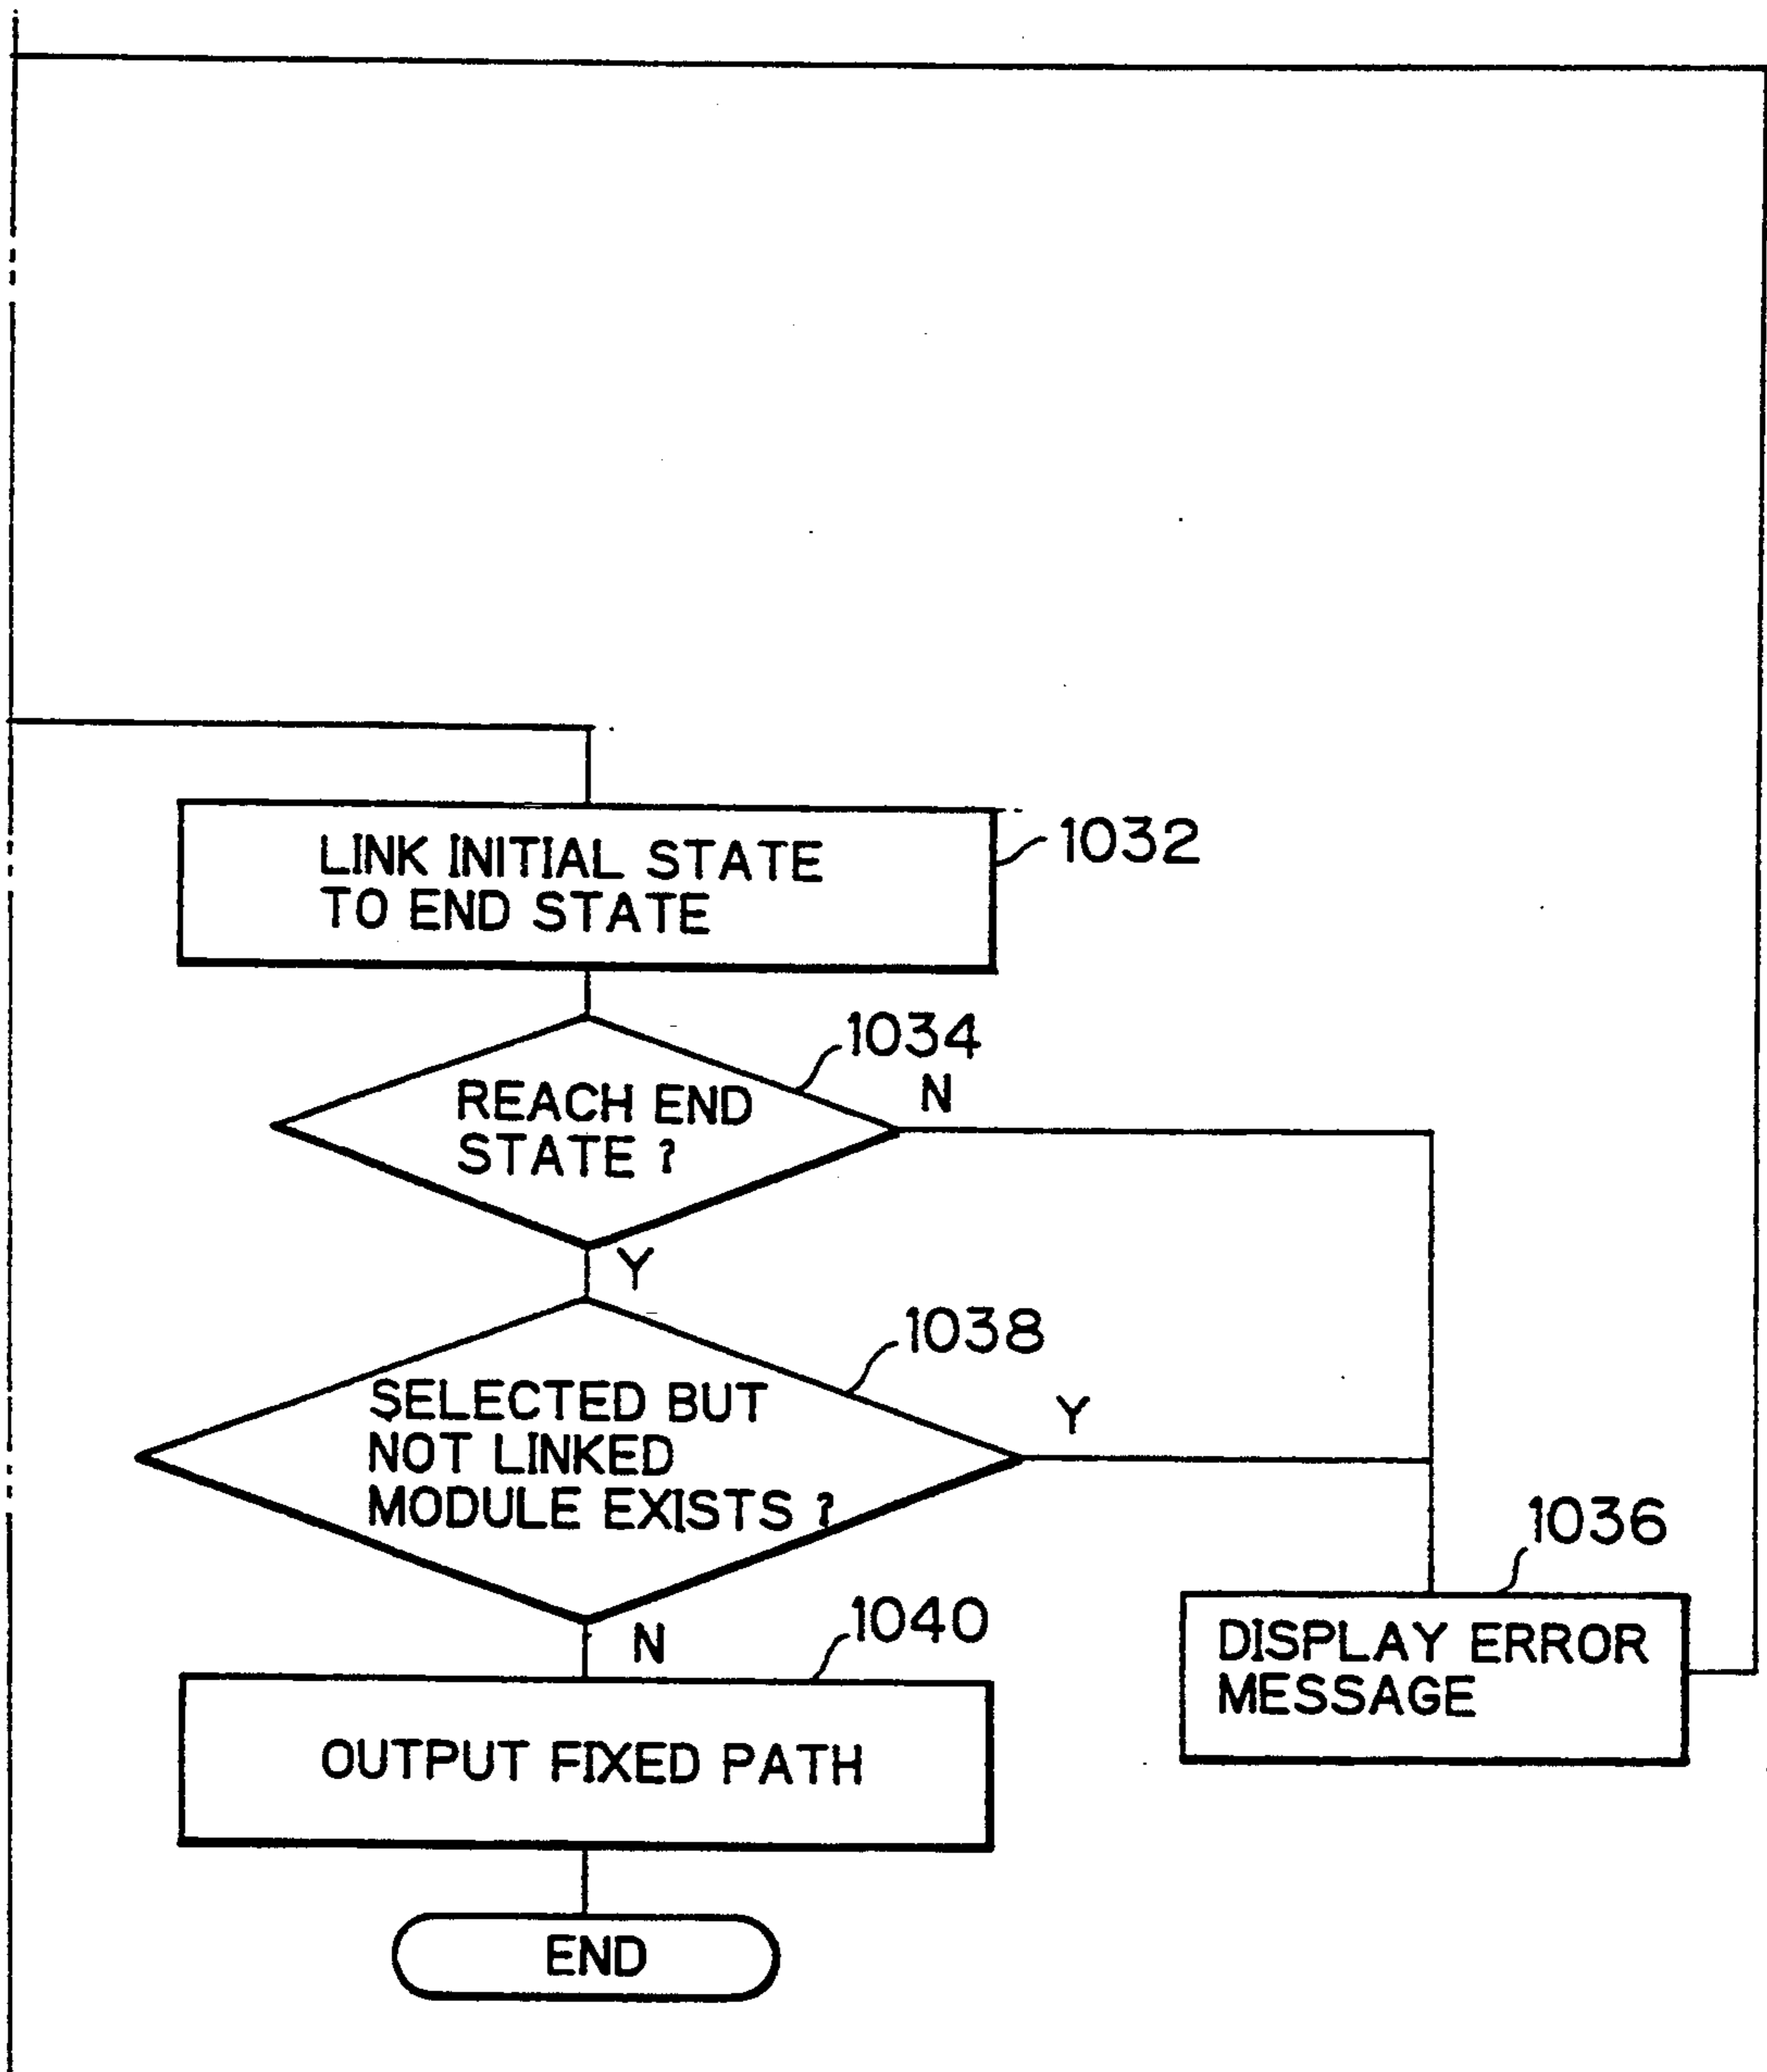 LINK INITIAL STATE
TO END STATE
1032
1034
REACH END
STATE ?
N
Y
1038
SELECTED BUT
NOT LINKED
MODULE EXISTS ?
Y
N
1036
DISPLAY ERROR
MESSAGE
1040
OUTPUT FIXED PATH
END